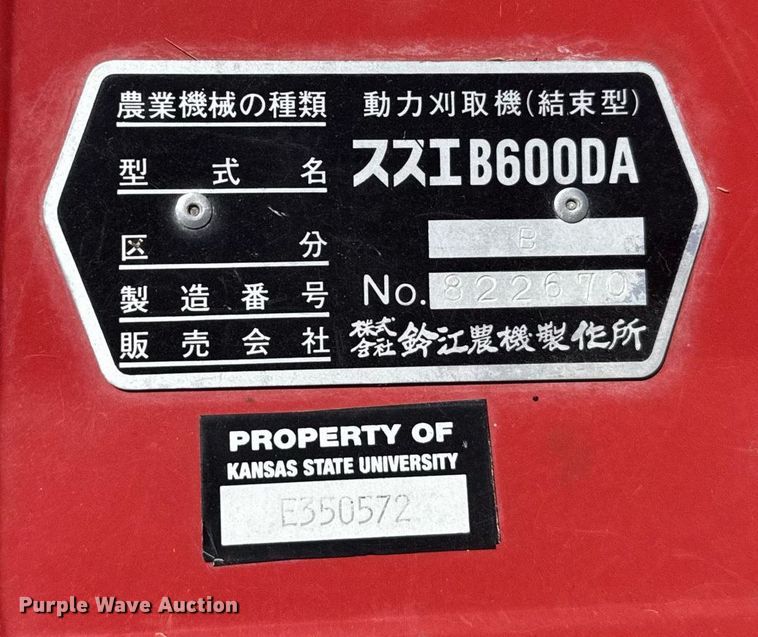 農業機械の種類 動力刈取機(結束型)
型式名 スズエB600DA
区分 B
製造番号 No. 822670
販売会社 株式会社 鈴江農機製作所
PROPERTY OF
KANSAS STATE UNIVERSITY
E350572
Purple Wave Auction